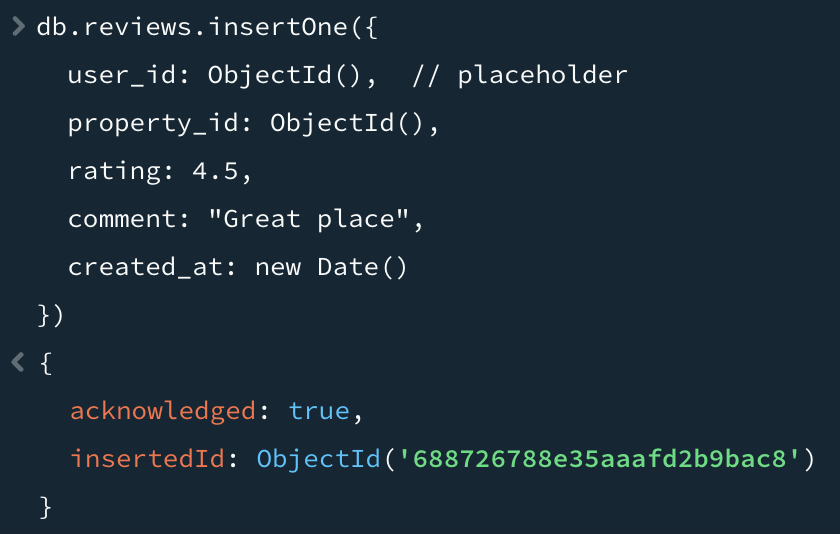 db.reviews.insertOne({
user_id: ObjectId(),  // placeholder
property_id: ObjectId(),
rating: 4.5,
comment: "Great place",
created_at: new Date()
})
{
acknowledged: true,
insertedId: ObjectId('688726788e35aaafd2b9bac8')
}